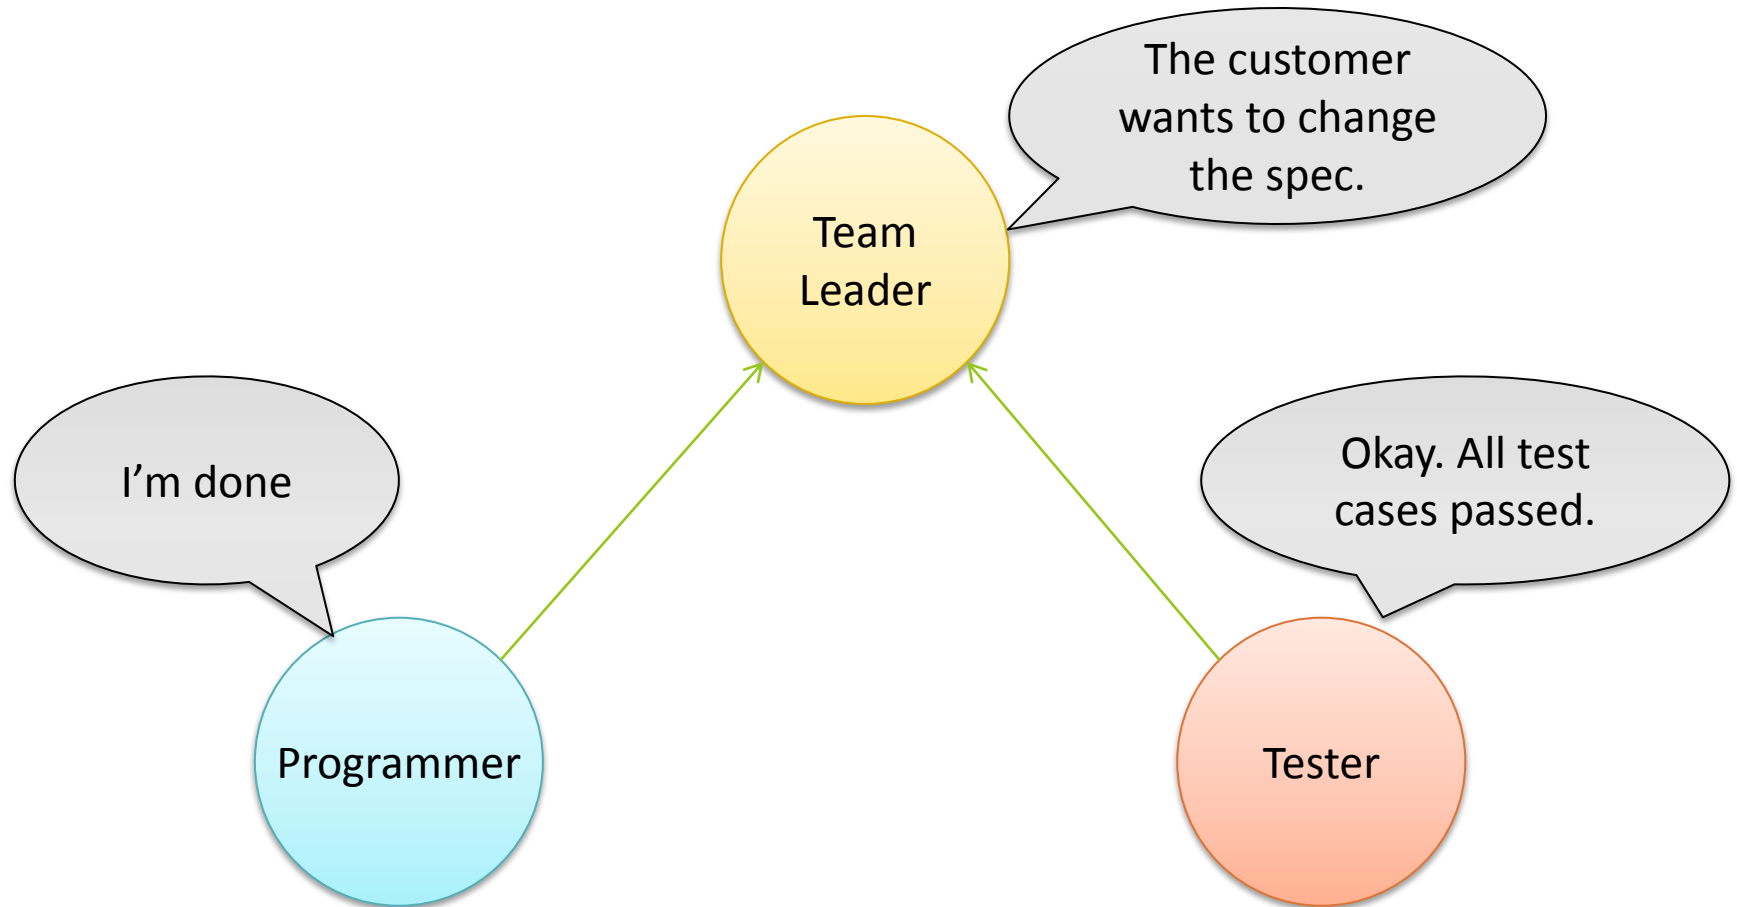 The customer
wants to change
the spec.
Team
Leader
I’m done
Okay. All test
cases passed.
Programmer
Tester